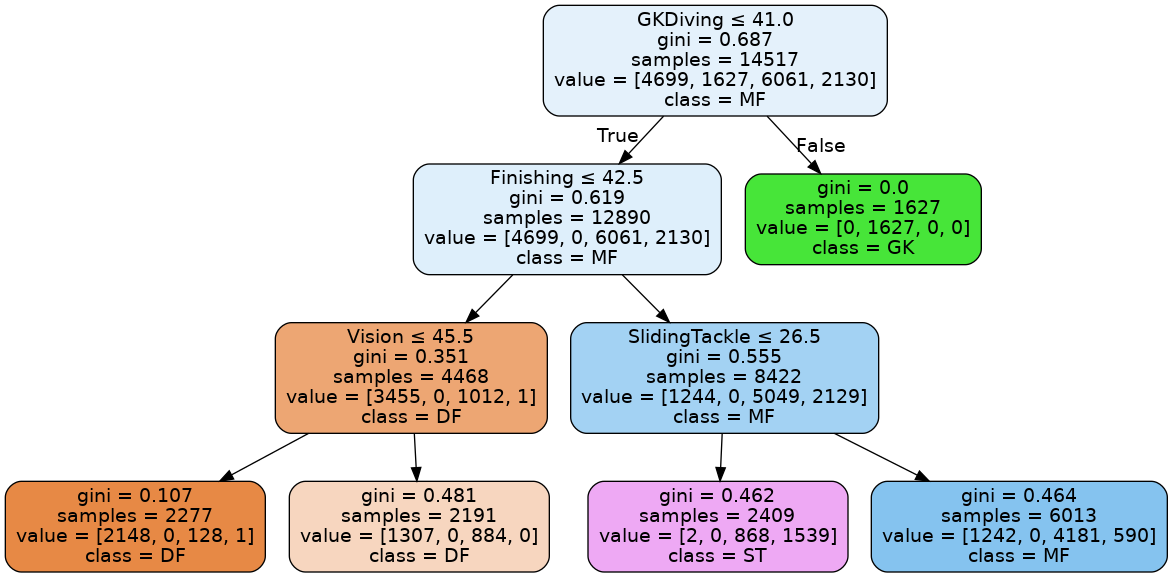 GKDiving ≤ 41.0
gini = 0.687
samples = 14517
value = [4699, 1627, 6061, 2130]
class = MF
True
False
Finishing ≤ 42.5
gini = 0.619
samples = 12890
value = [4699, 0, 6061, 2130]
class = MF
gini = 0.0
samples = 1627
value = [0, 1627, 0, 0]
class = GK
Vision ≤ 45.5
gini = 0.351
samples = 4468
value = [3455, 0, 1012, 1]
class = DF
SlidingTackle ≤ 26.5
gini = 0.555
samples = 8422
value = [1244, 0, 5049, 2129]
class = MF
gini = 0.107
samples = 2277
value = [2148, 0, 128, 1]
class = DF
gini = 0.481
samples = 2191
value = [1307, 0, 884, 0]
class = DF
gini = 0.462
samples = 2409
value = [2, 0, 868, 1539]
class = ST
gini = 0.464
samples = 6013
value = [1242, 0, 4181, 590]
class = MF